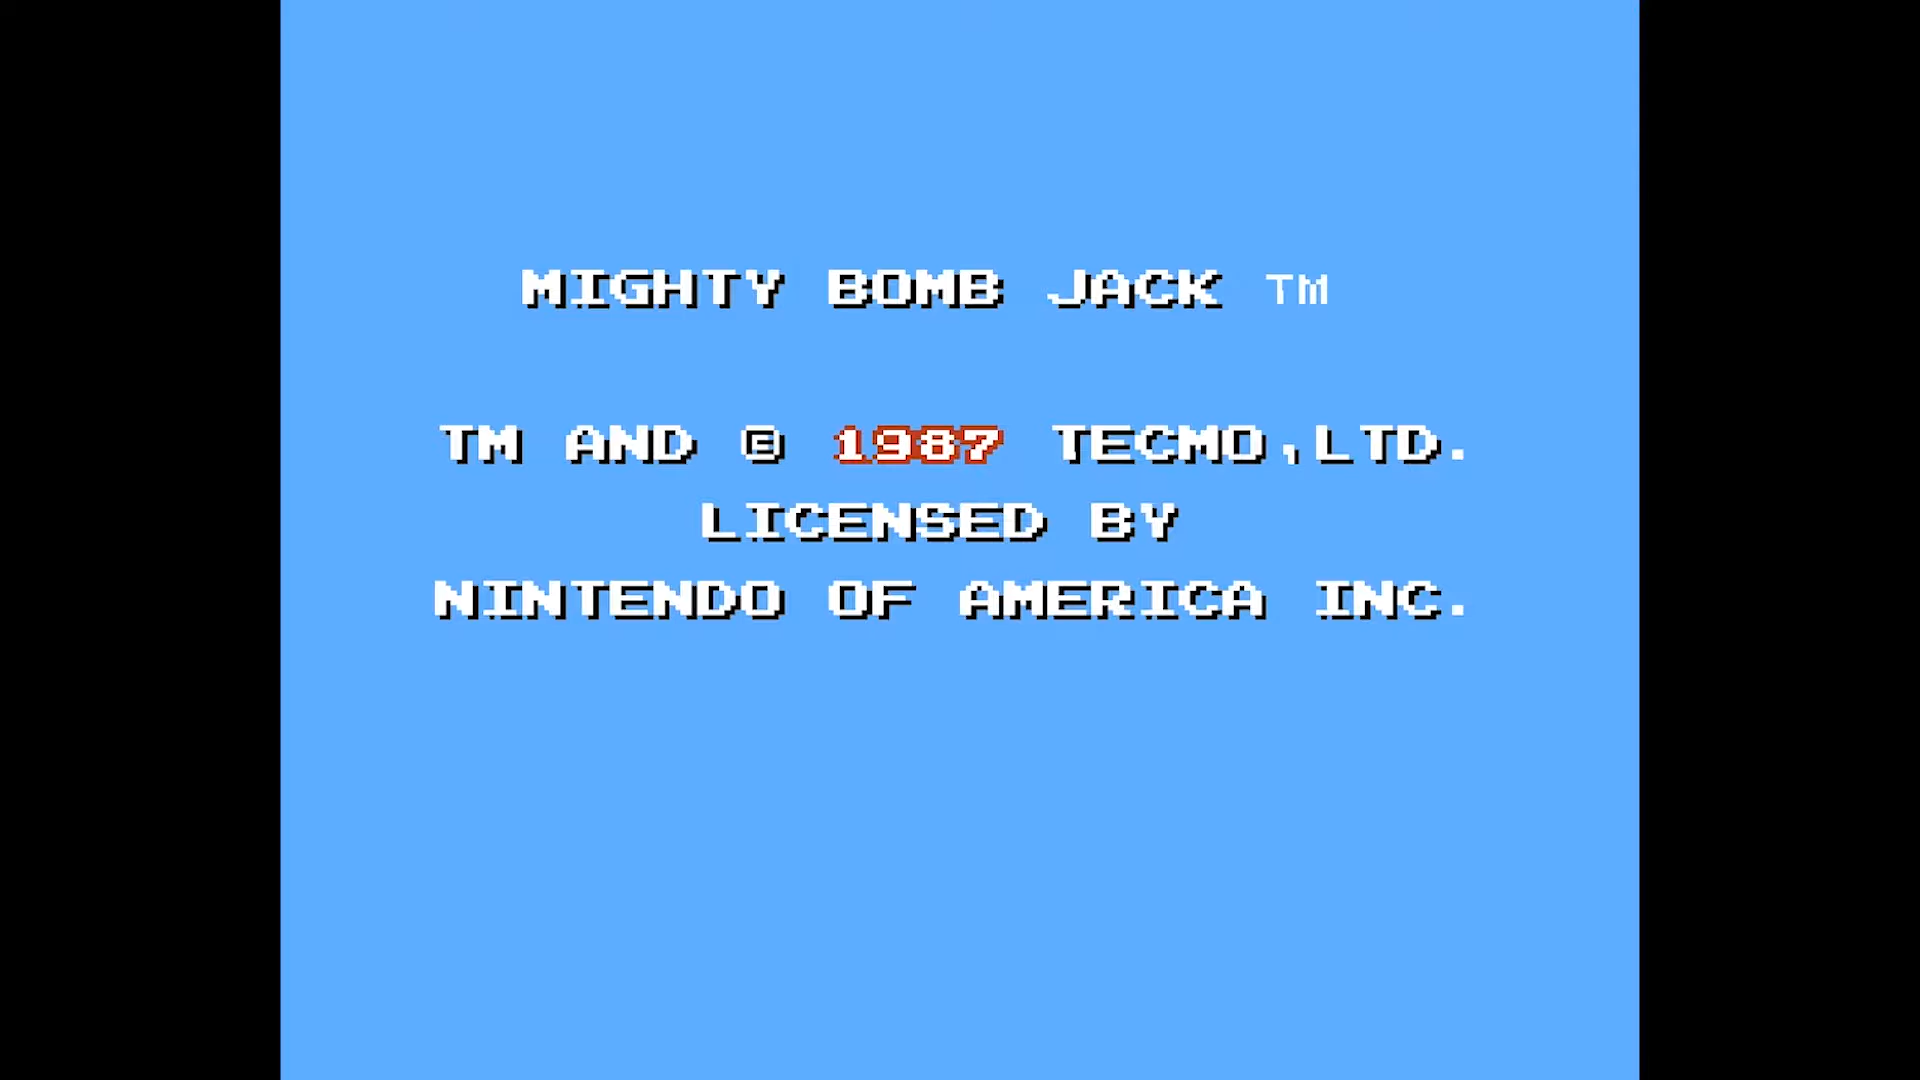 MIGHTY BOMB JACK TM
TM AND © 1987 TECMO,LTD.
LICENSED BY
NINTENDO OF AMERICA INC.